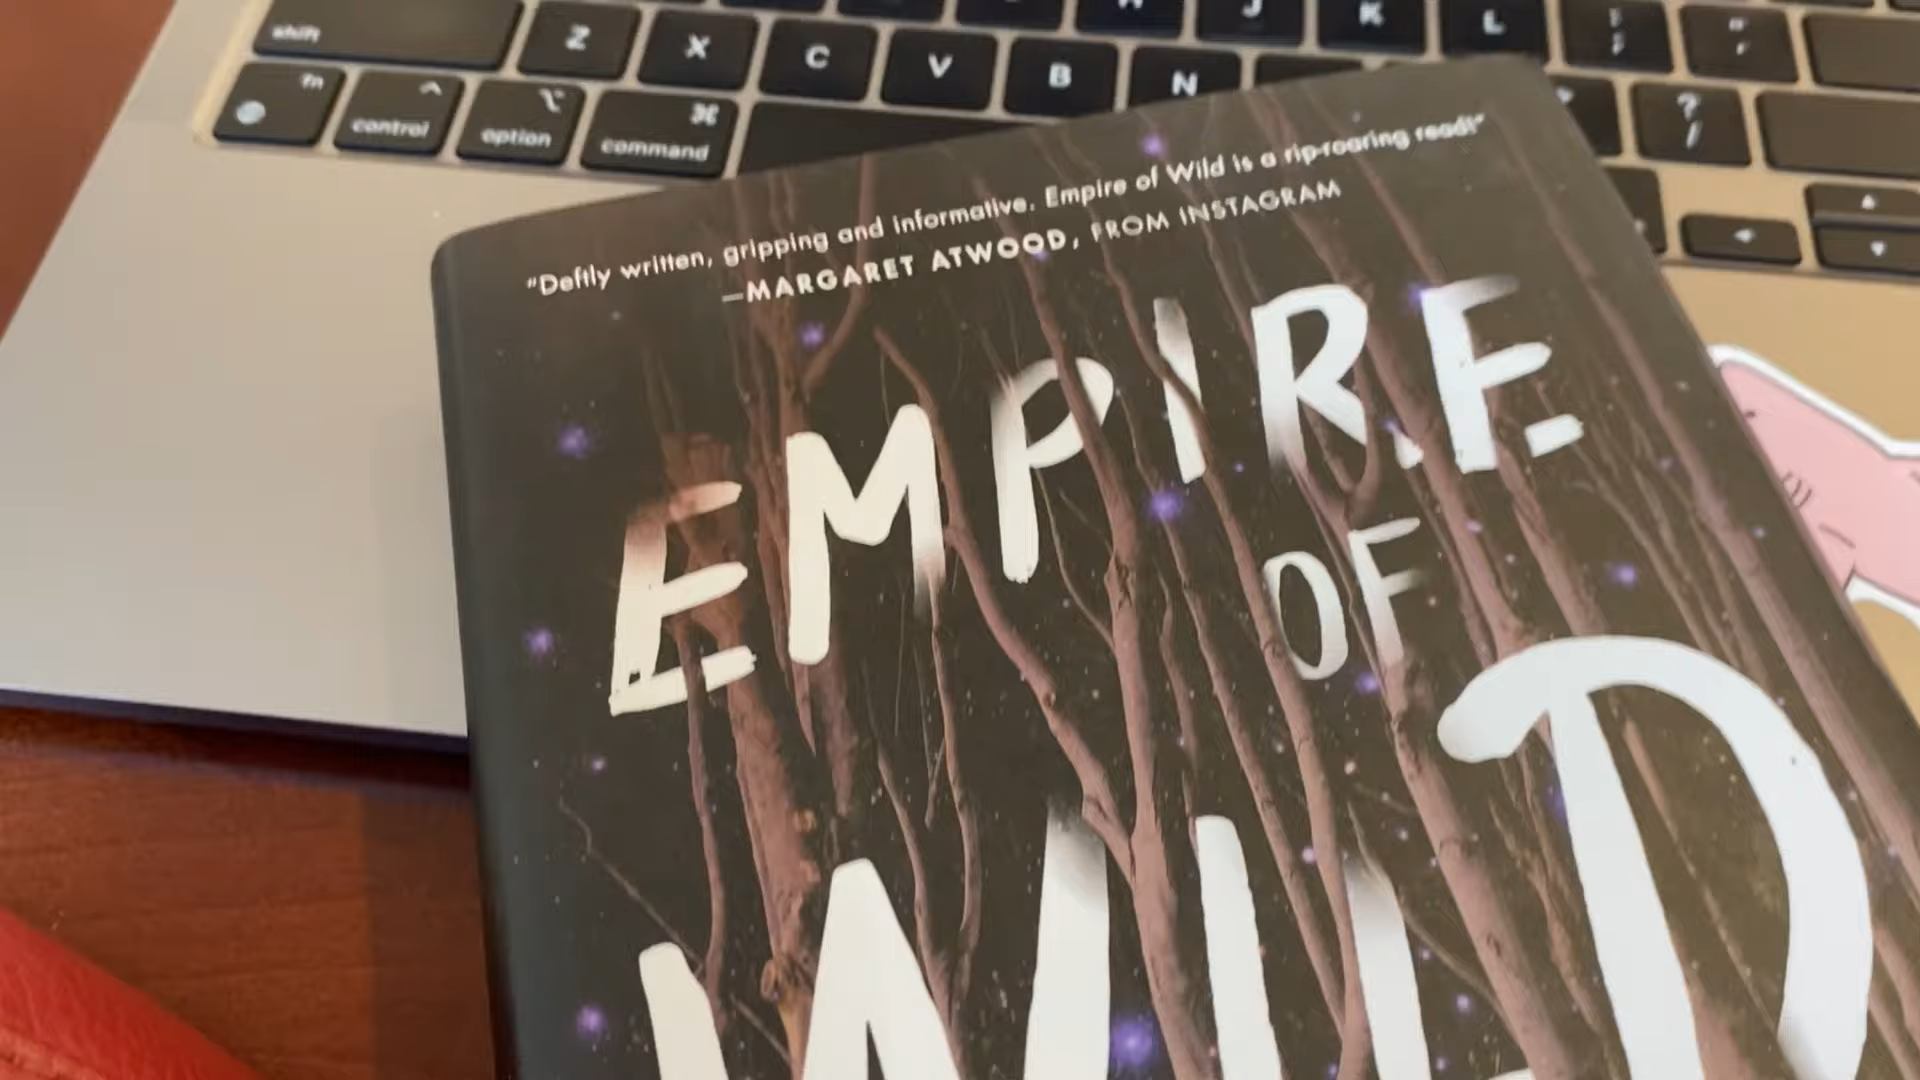 shift Z X C V B N J K L
fn control option command ? /
"Deftly written, gripping and informative. Empire of Wild is a rip-roaring read!"
—MARGARET ATWOOD, FROM INSTAGRAM
EMPIRE
OF
WILD